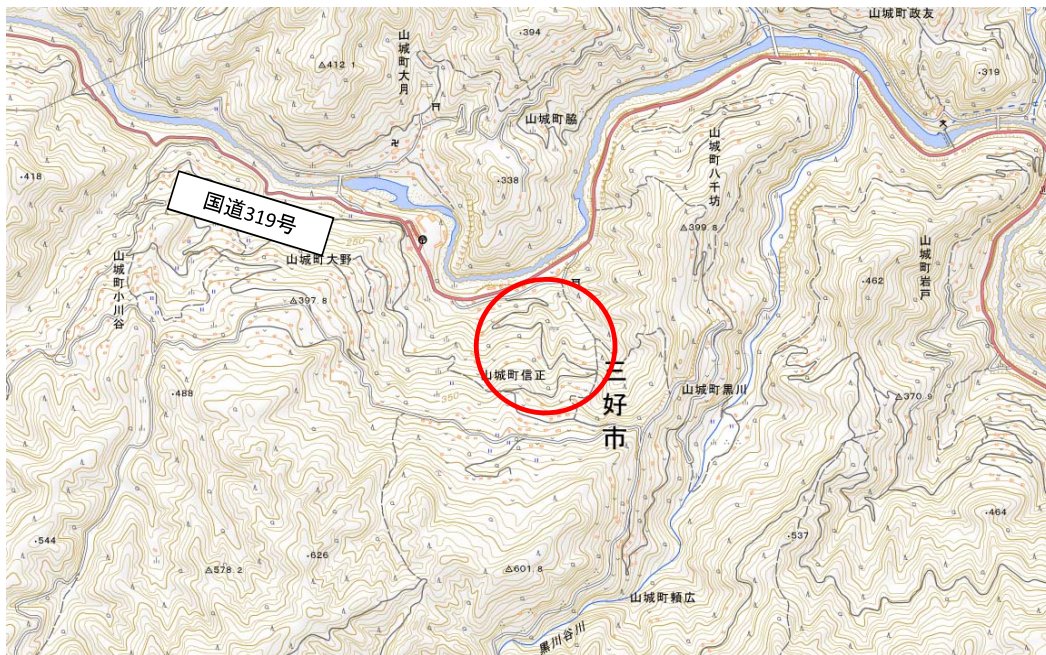 山城町政友
山城町大月
・394
△412.1
・319
山城町脇
山城町八千坊
・418
・338
国道319号
△399.8
250
山城町大野
山城町小川谷
山城町岩戸
・462
△397.8
山城町信正
三好市
山城町黒川
350
・488
△370.9
・464
・544
・626
・537
△578.2
△601.8
山城町頼広
黒川谷川